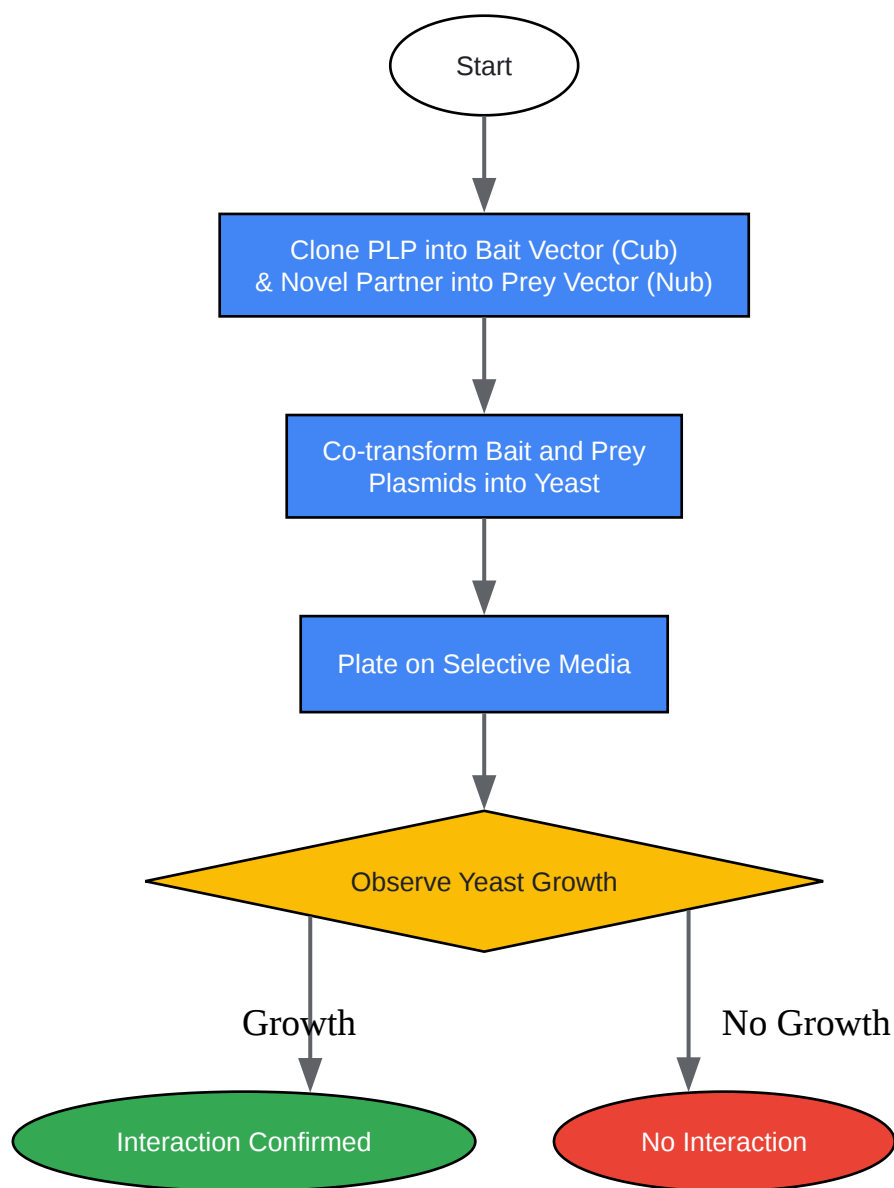 Start
Clone PLP into Bait Vector (Cub)
& Novel Partner into Prey Vector (Nub)
Co-transform Bait and Prey
Plasmids into Yeast
Plate on Selective Media
Observe Yeast Growth
Growth
No Growth
Interaction Confirmed
No Interaction